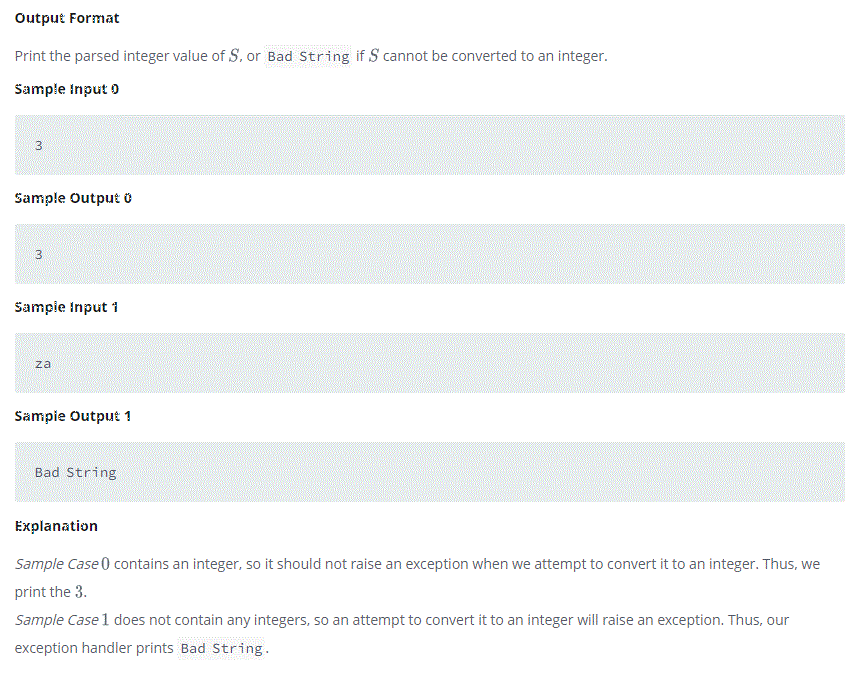 Output Format
Print the parsed integer value of S, or Bad String if S cannot be converted to an integer.
Sample Input 0
3
Sample Output 0
3
Sample Input 1
za
Sample Output 1
Bad String
Explanation
Sample Case 0 contains an integer, so it should not raise an exception when we attempt to convert it to an integer. Thus, we
print the 3.
Sample Case 1 does not contain any integers, so an attempt to convert it to an integer will raise an exception. Thus, our
exception handler prints Bad String.